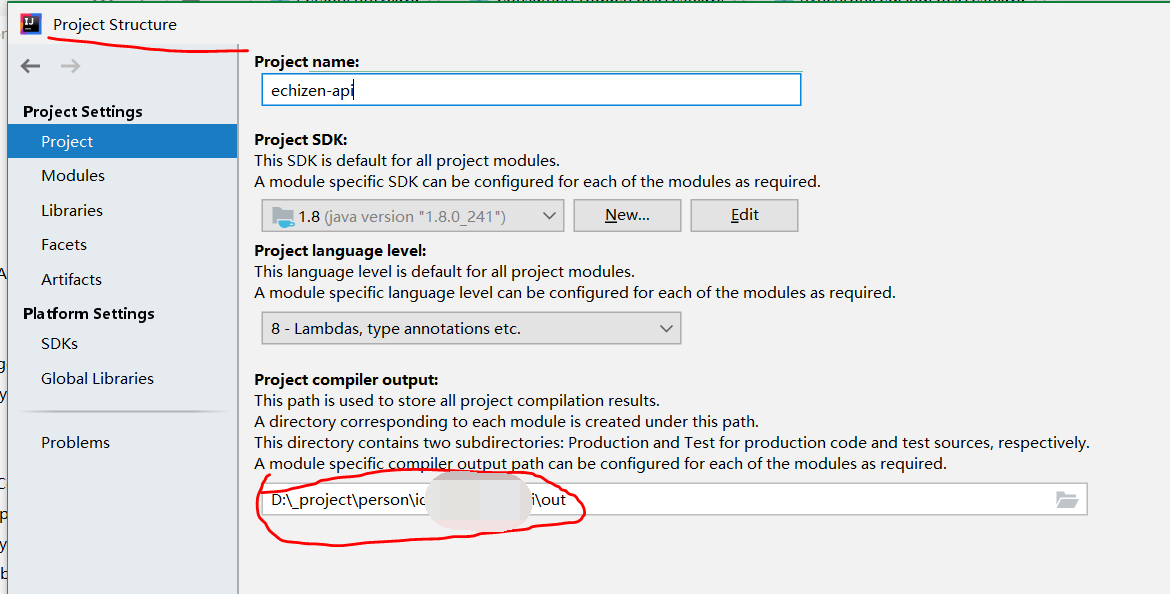 Project Structure
Project Settings
Project
Modules
Libraries
Facets
Artifacts
Platform Settings
SDKs
Global Libraries
Problems
Project name:
echizen-api
Project SDK:
This SDK is default for all project modules.
A module specific SDK can be configured for each of the modules as required.
1.8 (java version "1.8.0_241")
New...
Edit
Project language level:
This language level is default for all project modules.
A module specific language level can be configured for each of the modules as required.
8 - Lambdas, type annotations etc.
Project compiler output:
This path is used to store all project compilation results.
A directory corresponding to each module is created under this path.
This directory contains two subdirectories: Production and Test for production code and test sources, respectively.
A module specific compiler output path can be configured for each of the modules as required.
D:\_project\person\ i\out